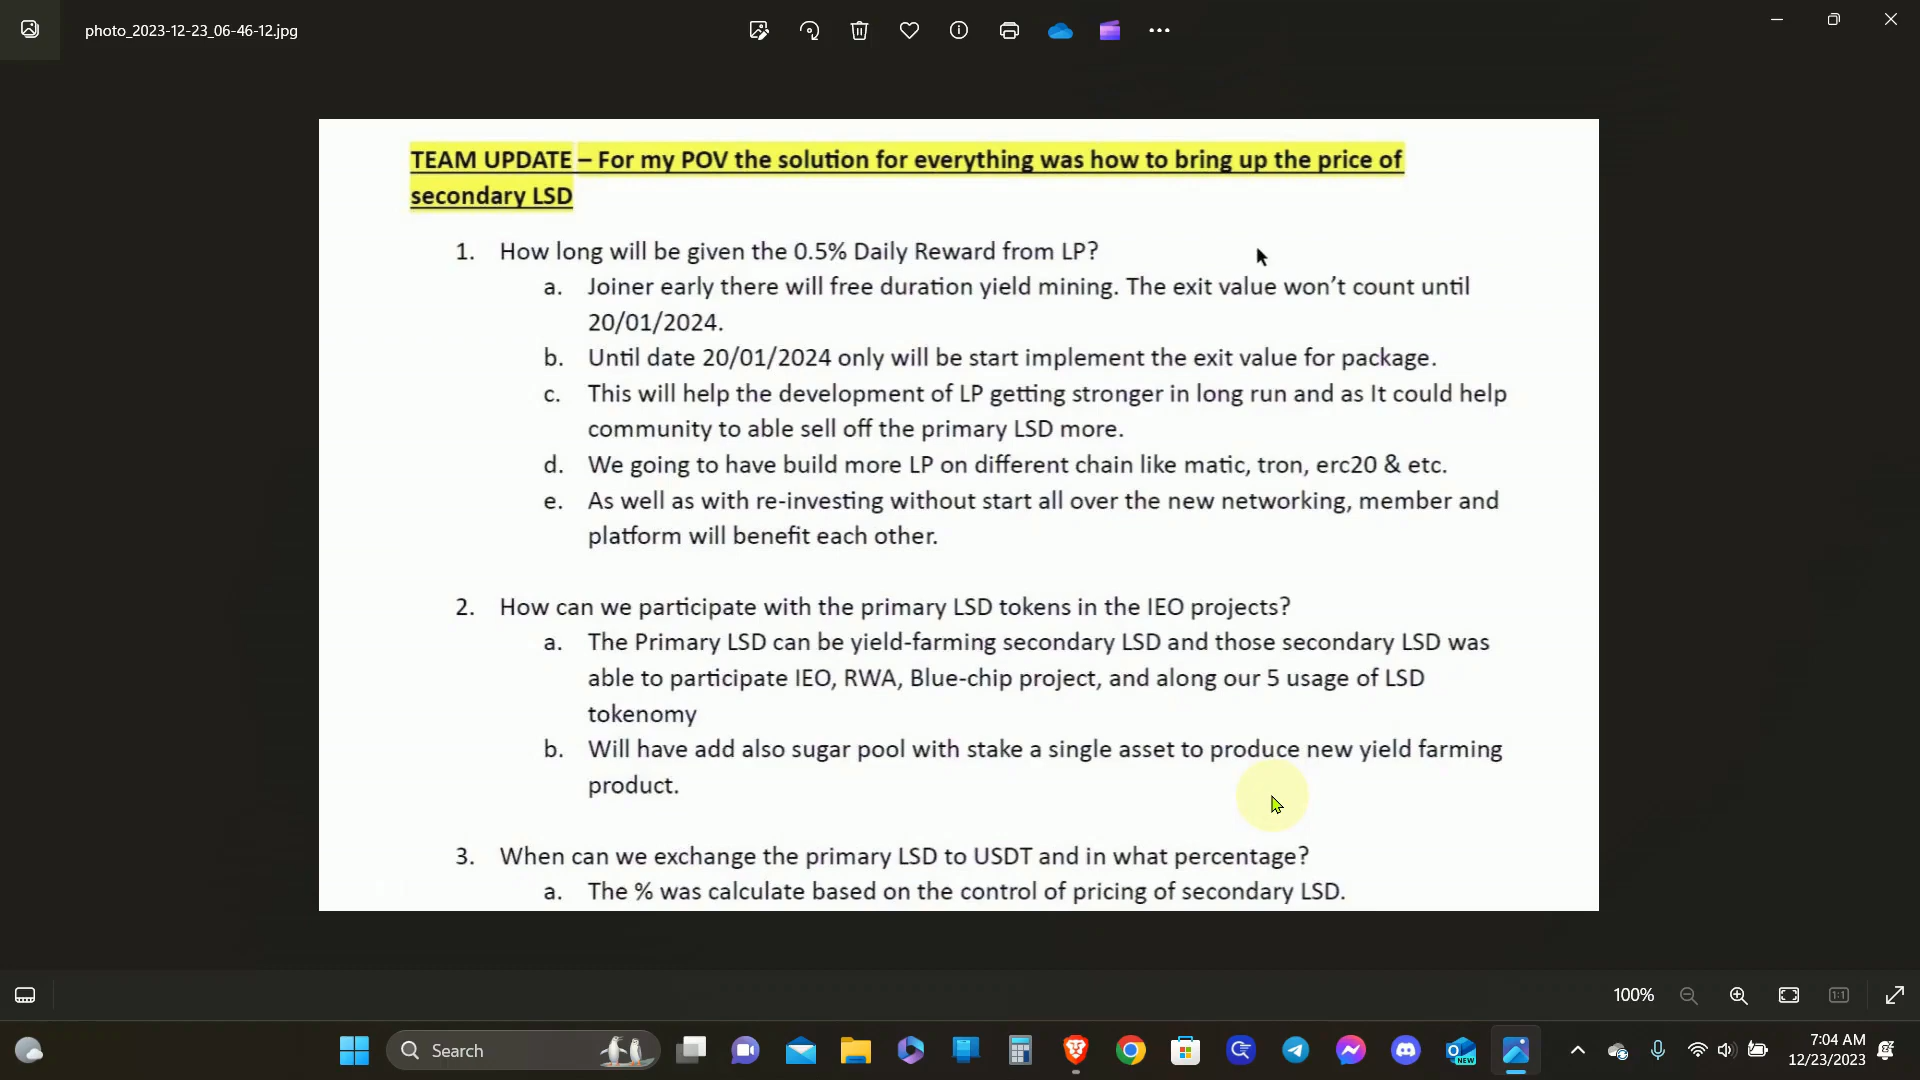 photo_2023-12-23_06-46-12.jpg
TEAM UPDATE – For my POV the solution for everything was how to bring up the price of
secondary LSD
1. How long will be given the 0.5% Daily Reward from LP?
a. Joiner early there will free duration yield mining. The exit value won’t count until
20/01/2024.
b. Until date 20/01/2024 only will be start implement the exit value for package.
c. This will help the development of LP getting stronger in long run and as It could help
community to able sell off the primary LSD more.
d. We going to have build more LP on different chain like matic, tron, erc20 & etc.
e. As well as with re-investing without start all over the new networking, member and
platform will benefit each other.
2. How can we participate with the primary LSD tokens in the IEO projects?
a. The Primary LSD can be yield-farming secondary LSD and those secondary LSD was
able to participate IEO, RWA, Blue-chip project, and along our 5 usage of LSD
tokenomy
b. Will have add also sugar pool with stake a single asset to produce new yield farming
product.
3. When can we exchange the primary LSD to USDT and in what percentage?
a. The % was calculate based on the control of pricing of secondary LSD.
100%
1:1
Search
NEW
7:04 AM
12/23/2023